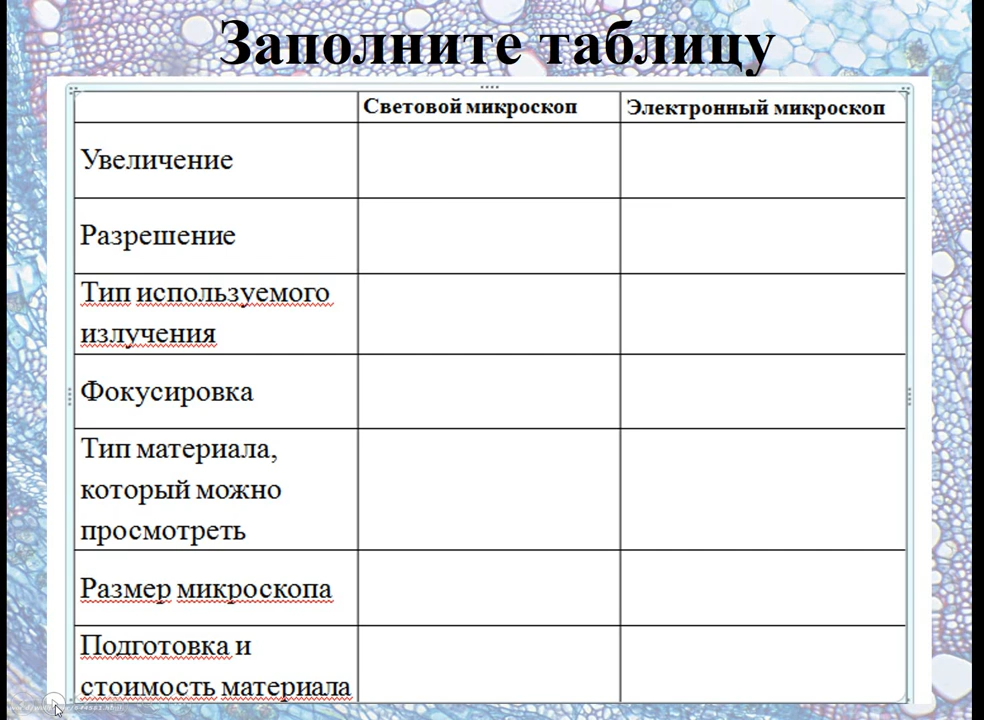 Заполните таблицу
Световой микроскоп
Электронный микроскоп
Увеличение
Разрешение
Тип используемого
излучения
Фокусировка
Тип материала,
который можно
просмотреть
Размер микроскопа
Подготовка и
стоимость материала